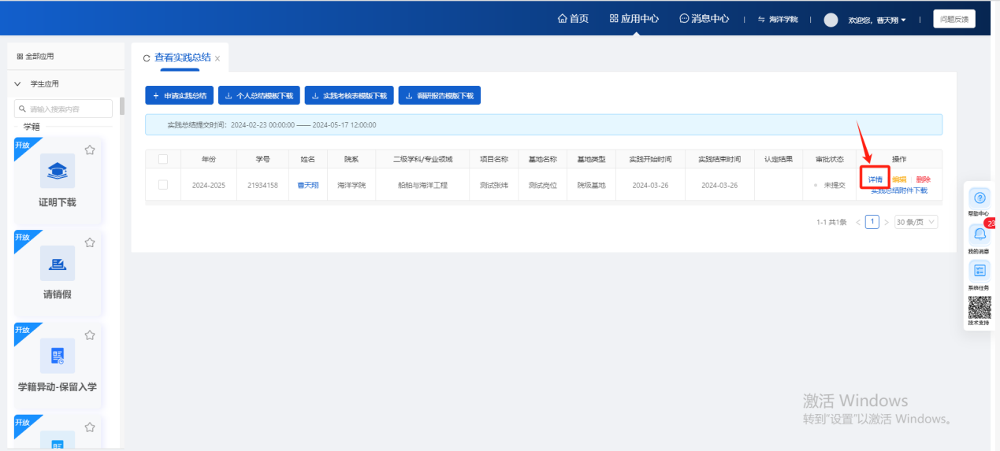 首页 应用中心 消息中心 | 海洋学院 | 欢迎您, 曹天翔 | 问题反馈
全部应用
学生应用
请输入搜索内容
学籍
开放
证明下载
开放
请销假
开放
学籍异动-保留入学
开放
查看实践总结 ×
+ 申请实践总结 个人总结模版下载 实践考核表模版下载 调研报告模版下载
实践总结提交时间：2024-02-23 00:00:00 —— 2024-05-17 12:00:00
年份 学号 姓名 院系 二级学科/专业领域 项目名称 基地名称 基地类型 实践开始时间 实践结束时间 认定结果 审批状态 操作
2024-2025 21934158 曹天翔 海洋学院 船舶与海洋工程 测试张炜 测试岗位 院级基地 2024-03-26 2024-03-26 未提交 详情 编辑 删除
实践总结附件下载
1-1 共1条 < 1 > 30 条/页
帮助中心
23
我的消息
系统任务
技术支持
激活 Windows
转到"设置"以激活 Windows。